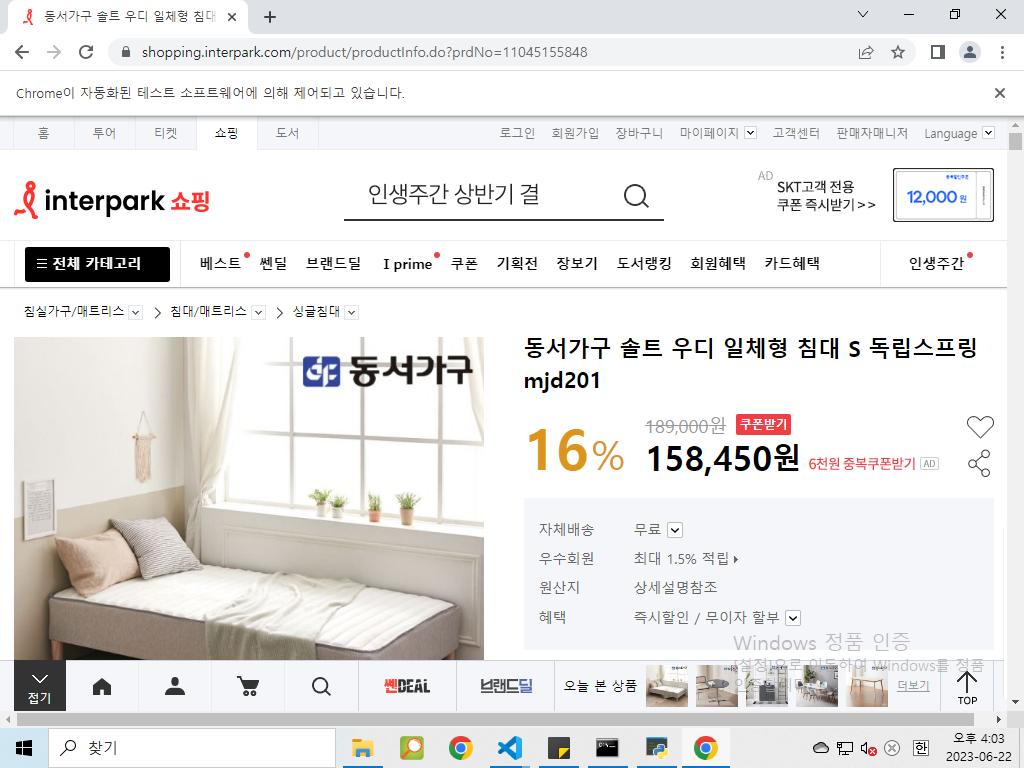 동서가구 솔트 우디 일체형 침대
shopping.interpark.com/product/productInfo.do?prdNo=11045155848
Chrome이 자동화된 테스트 소프트웨어에 의해 제어되고 있습니다.
홈 투어 티켓 쇼핑 도서 로그인 회원가입 장바구니 마이페이지 고객센터 판매자매니저 Language
interpark 쇼핑
인생주간 상반기 결
AD SKT고객 전용
쿠폰 즉시받기>>
12,000원
전체 카테고리 베스트 쎈딜 브랜드딜 I prime 쿠폰 기획전 장보기 도서랭킹 회원혜택 카드혜택 인생주간
침실가구/매트리스 침대/매트리스 싱글침대
동서가구
동서가구 솔트 우디 일체형 침대 S 독립스프링
mjd201
16%
189,000원 쿠폰받기
158,450원 6천원 중복쿠폰받기 AD
자체배송 무료
우수회원 최대 1.5% 적립
원산지 상세설명참조
혜택 즉시할인 / 무이자 할부
Windows 정품 인증
[설정]으로 이동하여 Windows를 정품
접기
쎈DEAL
브랜드딜
오늘 본 상품
더보기
TOP
찾기
한
오후 4:03
2023-06-22